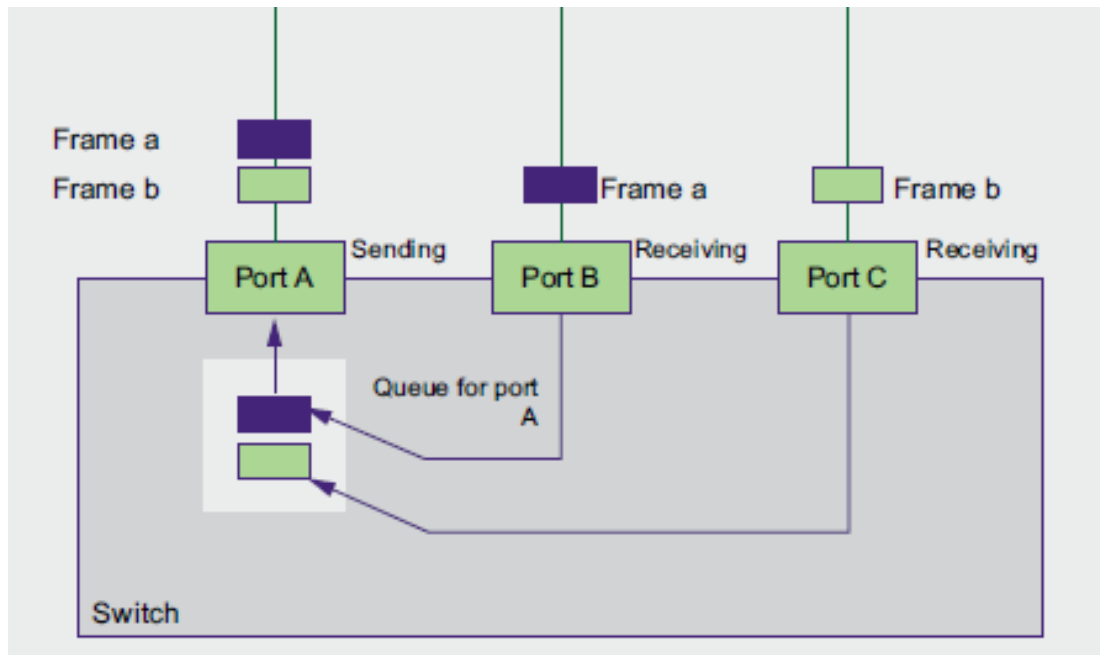 Frame a
Frame b
Frame a
Frame b
Sending
Receiving
Receiving
Port A
Port B
Port C
Queue for port
A
Switch